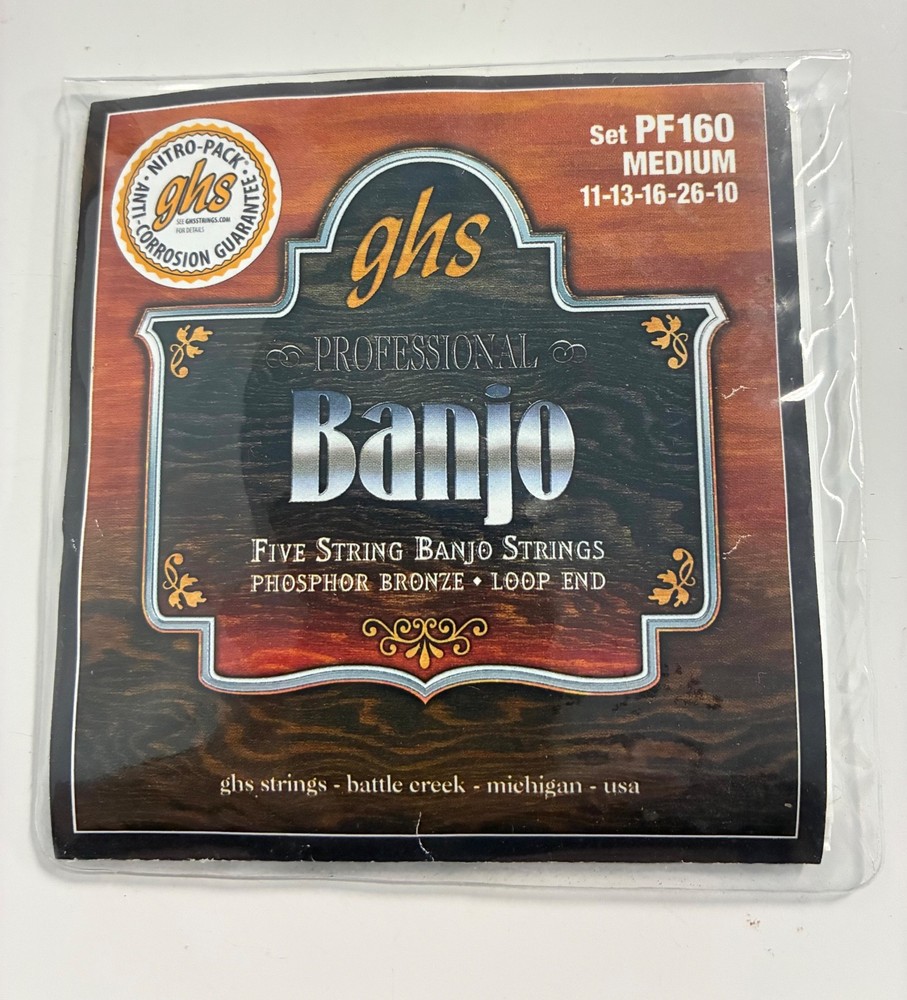 Set PF160
MEDIUM
11-13-16-26-10
• NITRO-PACK •
ANTI-CORROSION GUARANTEE
ghs
SEE GHSSTRINGS.COM
FOR DETAILS
ghs
PROFESSIONAL
Banjo
FIVE STRING BANJO STRINGS
PHOSPHOR BRONZE • LOOP END
ghs strings - battle creek - michigan - usa